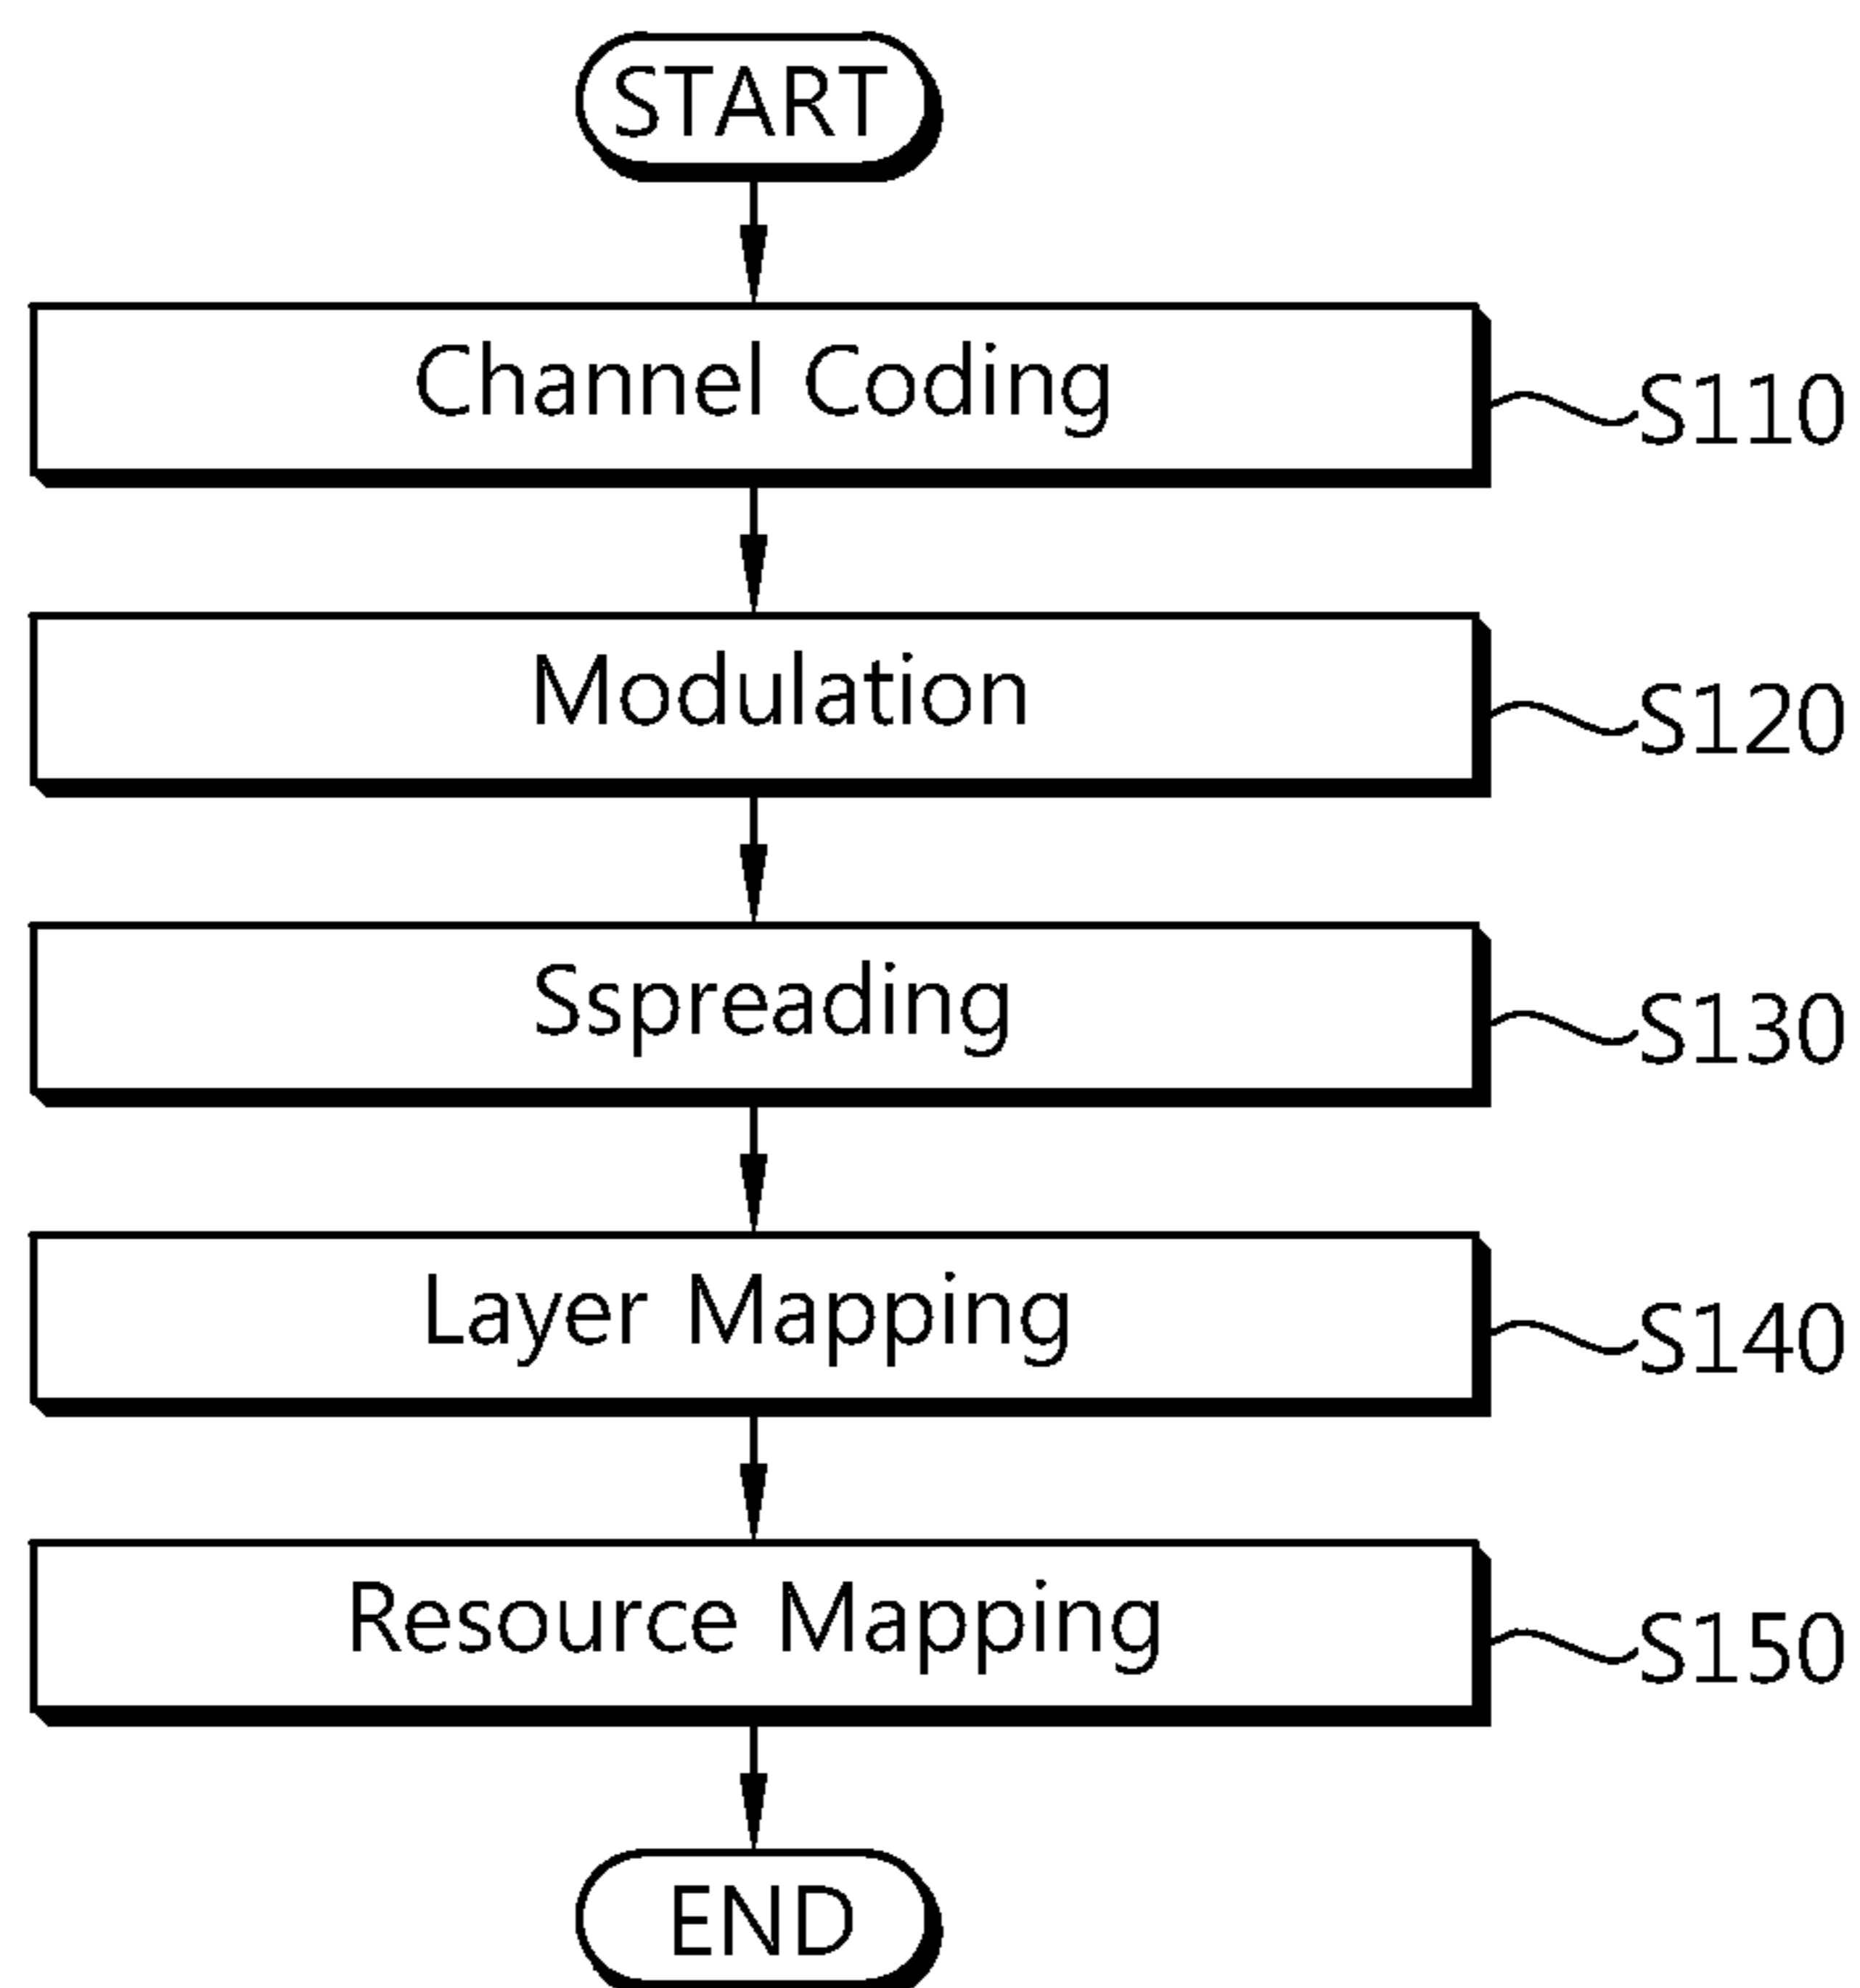 START
Channel Coding
S110
Modulation
S120
Sspreading
S130
Layer Mapping
S140
Resource Mapping
S150
END